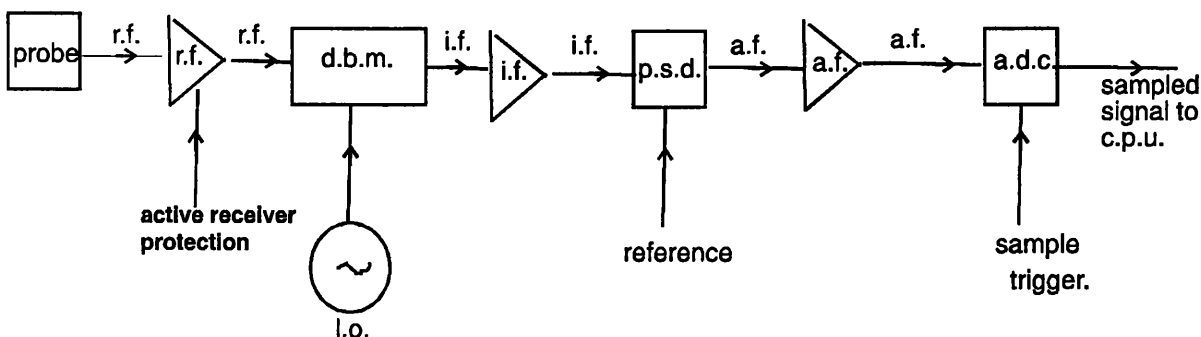 probe
r.f.
r.f.
r.f.
d.b.m.
i.f.
i.f.
i.f.
p.s.d.
a.f.
a.f.
a.f.
a.d.c.
sampled
signal to
c.p.u.
active receiver
protection
l.o.
reference
sample
trigger.